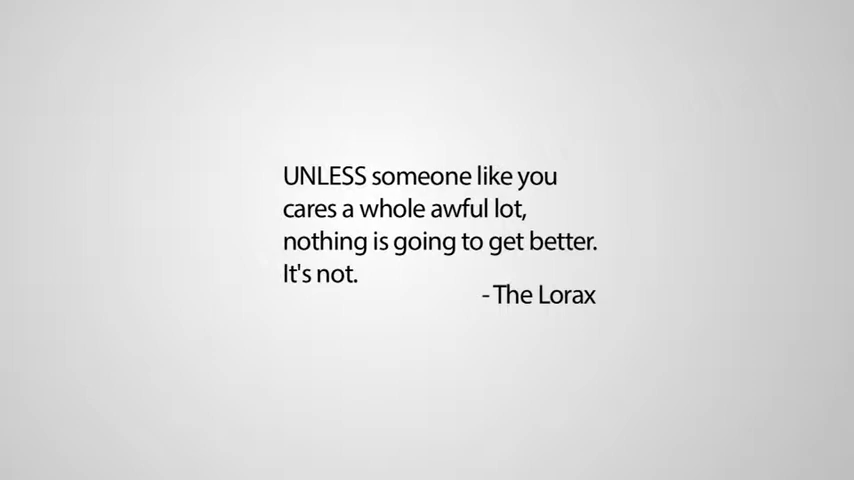 UNLESS someone like you
cares a whole awful lot,
nothing is going to get better.
It's not.
- The Lorax